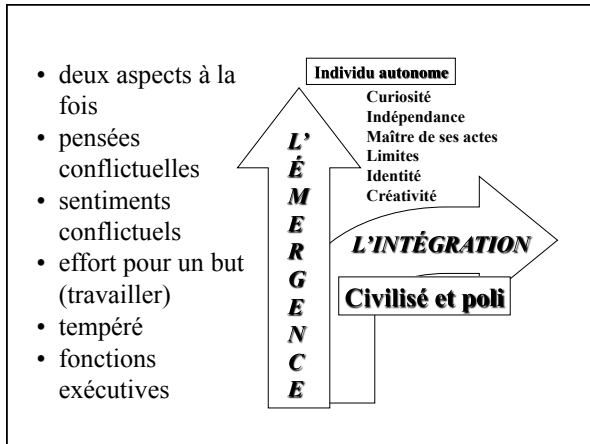 • deux aspects à la
fois
• pensées
conflictuelles
• sentiments
conflictuels
• effort pour un but
(travailler)
• tempéré
• fonctions
exécutives
Individu autonome
Curiosité
Indépendance
Maître de ses actes
Limites
Identité
Créativité
L'ÉMERGENCE
L'INTÉGRATION
Civilisé et poli